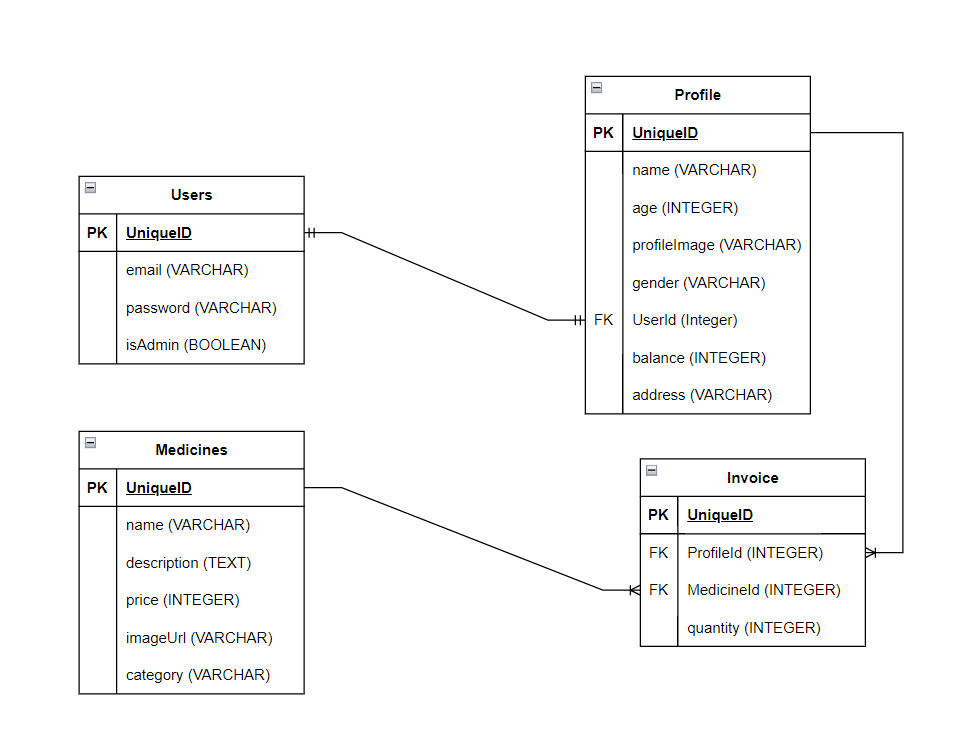 Profile
PK UniqueID
name (VARCHAR)
age (INTEGER)
profileImage (VARCHAR)
gender (VARCHAR)
FK UserId (Integer)
balance (INTEGER)
address (VARCHAR)
Users
PK UniqueID
email (VARCHAR)
password (VARCHAR)
isAdmin (BOOLEAN)
Medicines
PK UniqueID
name (VARCHAR)
description (TEXT)
price (INTEGER)
imageUrl (VARCHAR)
category (VARCHAR)
Invoice
PK UniqueID
FK ProfileId (INTEGER)
FK MedicineId (INTEGER)
quantity (INTEGER)